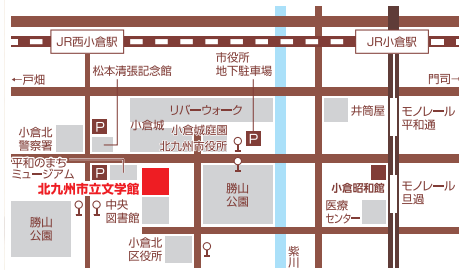 JR西小倉駅
JR小倉駅
←戸畑
松本清張記念館
市役所
地下駐車場
門司→
リバーウォーク
井筒屋
モノレール
平和通
小倉北
警察署
P
小倉城
小倉城庭園
北九州市役所
P
平和のまち
ミュージアム
P
北九州市立文学館
勝山
公園
小倉昭和館
モノレール
旦過
勝山
公園
中央
図書館
医療
センター
小倉北
区役所
紫川